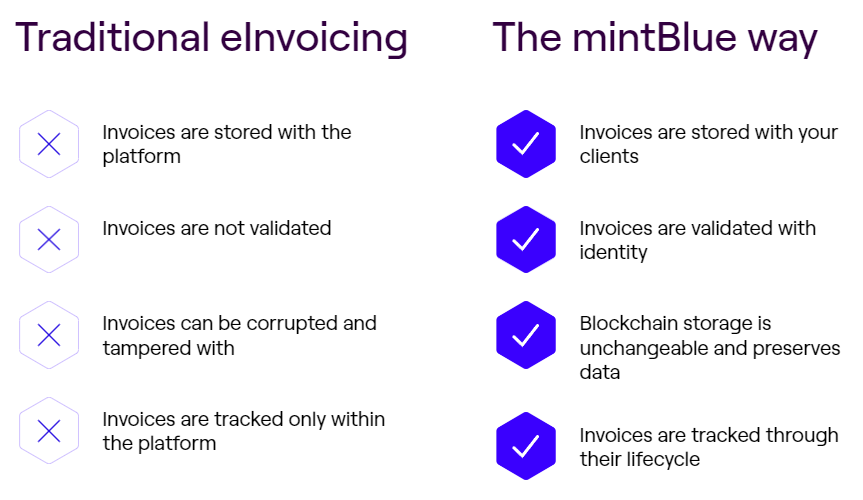 Traditional eInvoicing
Invoices are stored with the
platform
Invoices are not validated
Invoices can be corrupted and
tampered with
Invoices are tracked only within
the platform
The mintBlue way
Invoices are stored with your
clients
Invoices are validated with
identity
Blockchain storage is
unchangeable and preserves
data
Invoices are tracked through
their lifecycle